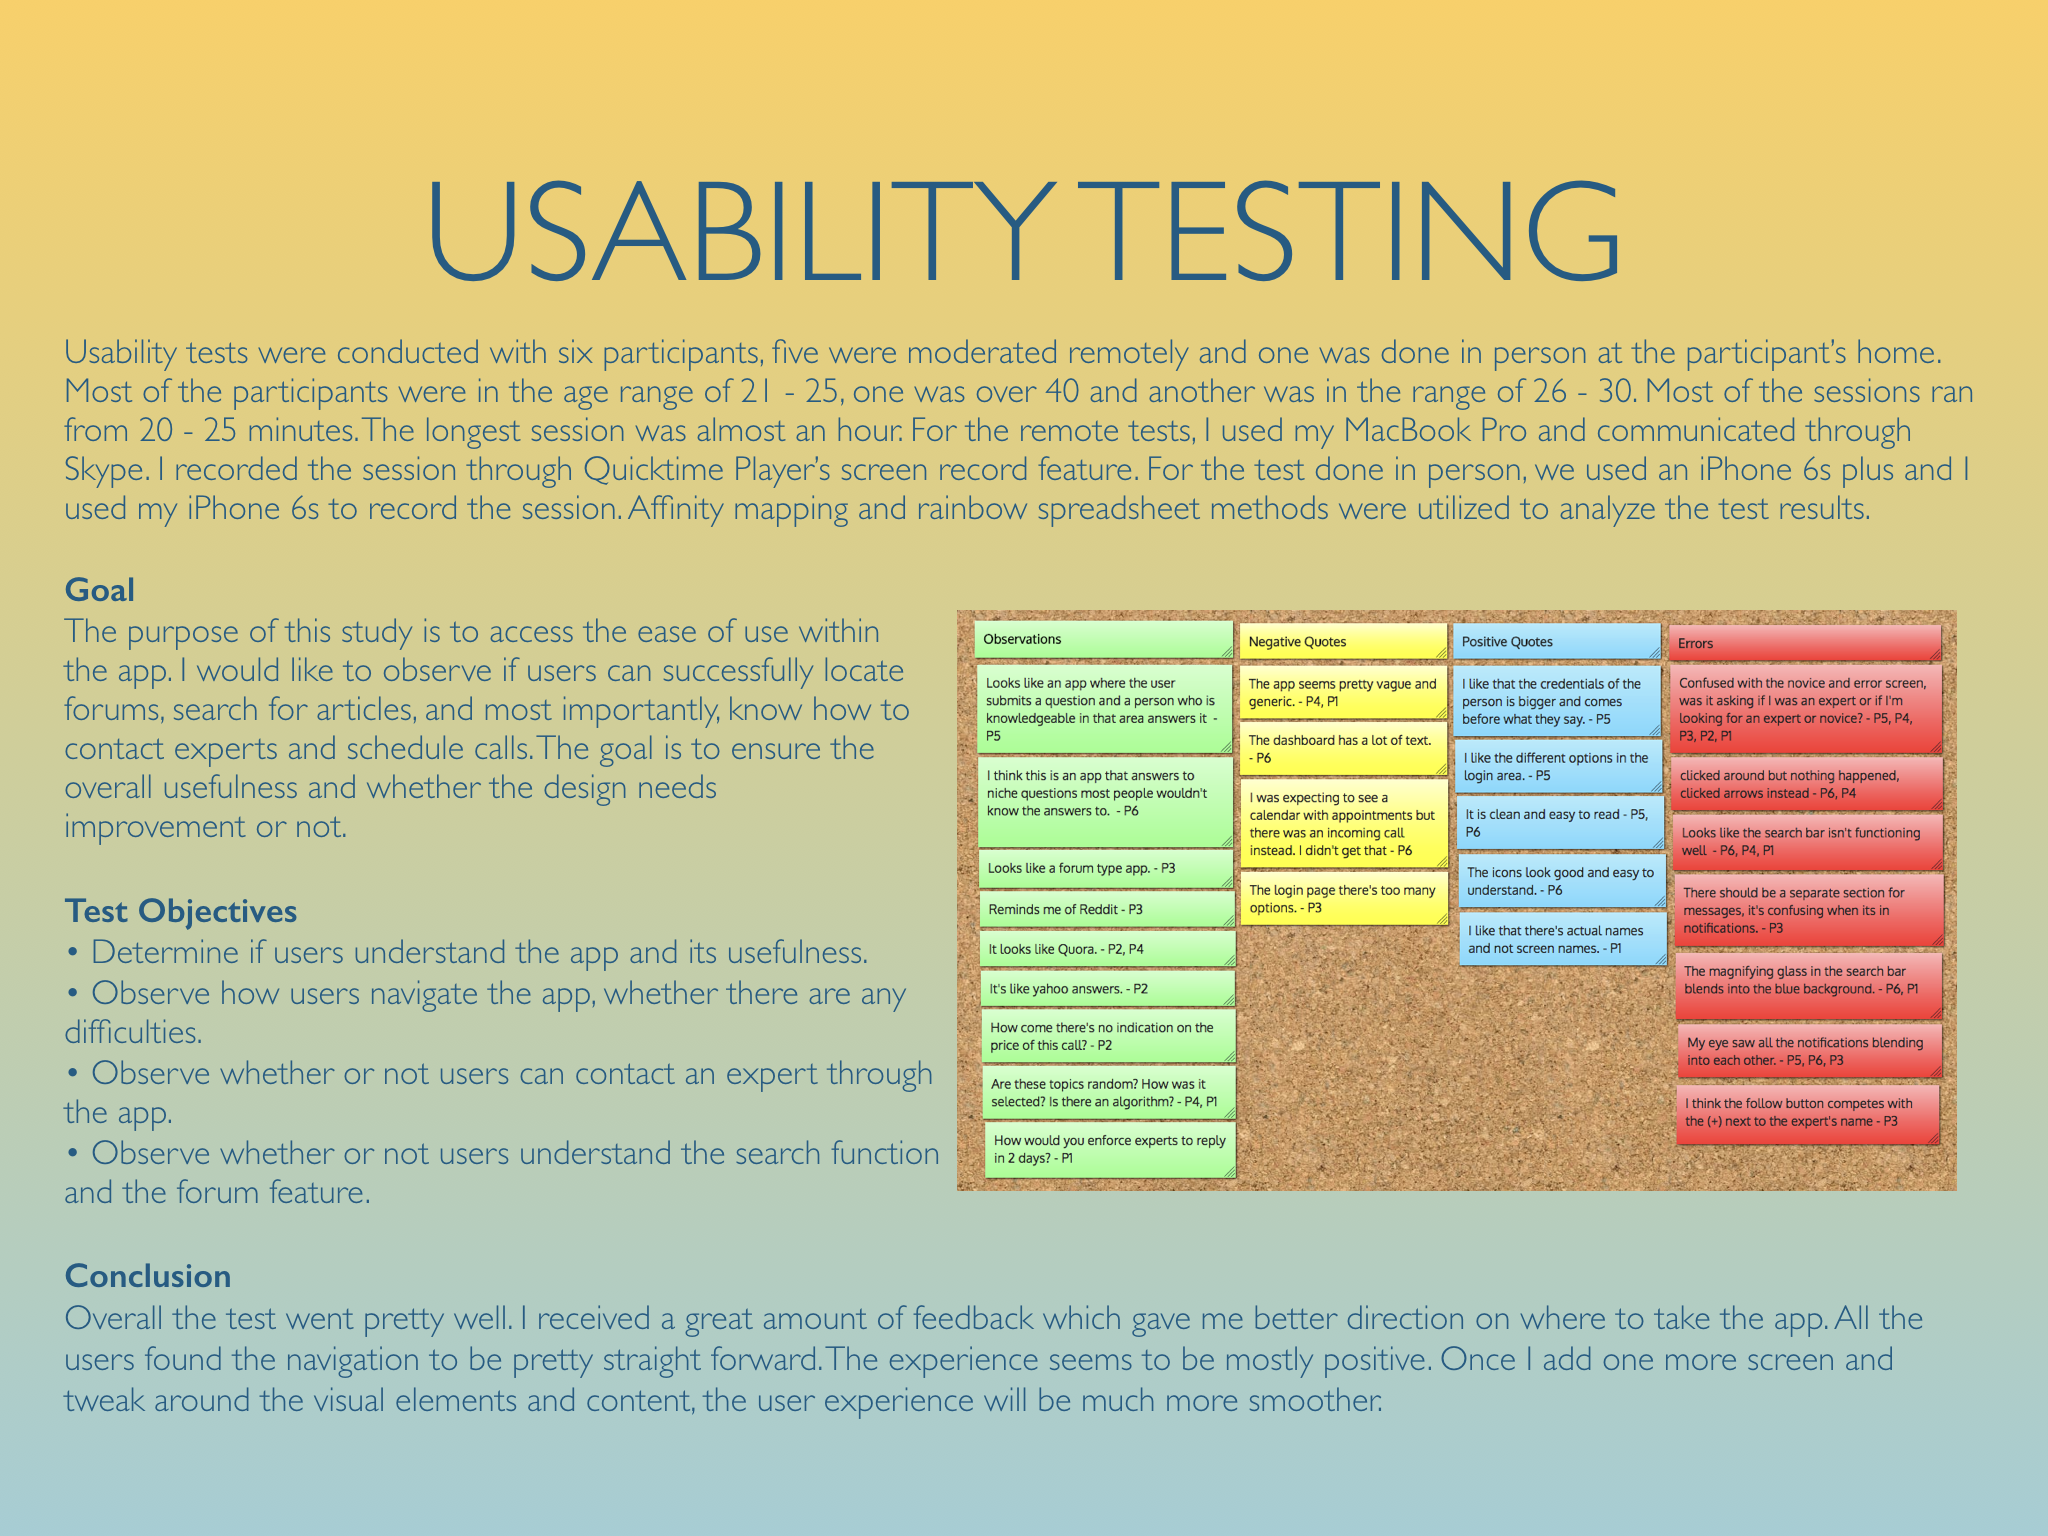 USABILITY TESTING
Usability tests were conducted with six participants, five were moderated remotely and one was done in person at the participant's home.
Most of the participants were in the age range of 21 - 25, one was over 40 and another was in the range of 26 - 30. Most of the sessions ran
from 20 - 25 minutes. The longest session was almost an hour. For the remote tests, I used my MacBook Pro and communicated through
Skype. I recorded the session through Quicktime Player's screen record feature. For the test done in person, we used an iPhone 6s plus and I
used my iPhone 6s to record the session. Affinity mapping and rainbow spreadsheet methods were utilized to analyze the test results.
Goal
The purpose of this study is to access the ease of use within
the app. I would like to observe if users can successfully locate
forums, search for articles, and most importantly, know how to
contact experts and schedule calls. The goal is to ensure the
overall usefulness and whether the design needs
improvement or not.
Test Objectives
• Determine if users understand the app and its usefulness.
• Observe how users navigate the app, whether there are any
difficulties.
• Observe whether or not users can contact an expert through
the app.
• Observe whether or not users understand the search function
and the forum feature.
Observations
Looks like an app where the user
submits a question and a person who is
knowledgeable in that area answers it -
P5
I think this is an app that answers to
niche questions most people wouldn't
know the answers to. - P6
Looks like a forum type app. - P3
Reminds me of Reddit - P3
It looks like Quora. - P2, P4
It's like yahoo answers. - P2
How come there's no indication on the
price of this call? - P2
Are these topics random? How was it
selected? Is there an algorithm? - P4, P1
How would you enforce experts to reply
in 2 days? - P1
Negative Quotes
The app seems pretty vague and
generic. - P4, P1
The dashboard has a lot of text.
- P6
I was expecting to see a
calendar with appointments but
there was an incoming call
instead. I didn't get that - P6
The login page there's too many
options. - P3
Positive Quotes
I like that the credentials of the
person is bigger and comes
before what they say. - P5
I like the different options in the
login area. - P5
It is clean and easy to read - P5,
P6
The icons look good and easy to
understand. - P6
I like that there's actual names
and not screen names. - P1
Errors
Confused with the novice and error screen,
was it asking if I was an expert or if I'm
looking for an expert or novice? - P5, P4,
P3, P2, P1
clicked around but nothing happened,
clicked arrows instead - P6, P4
Looks like the search bar isn't functioning
well - P6, P4, P1
There should be a separate section for
messages, it's confusing when its in
notifications. - P3
The magnifying glass in the search bar
blends into the blue background. - P6, P1
My eye saw all the notifications blending
into each other. - P5, P6, P3
I think the follow button competes with
the (+) next to the expert's name - P3
Conclusion
Overall the test went pretty well. I received a great amount of feedback which gave me better direction on where to take the app. All the
users found the navigation to be pretty straight forward. The experience seems to be mostly positive. Once I add one more screen and
tweak around the visual elements and content, the user experience will be much more smoother.